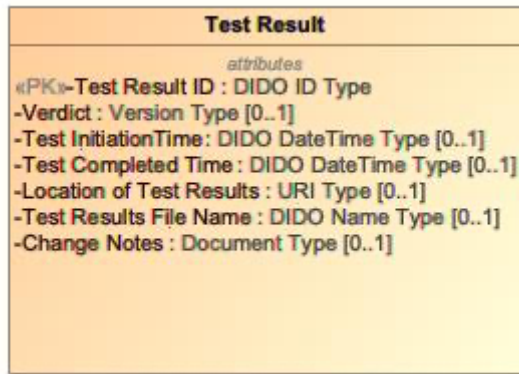 Test Result
attributes
«PK»-Test Result ID : DIDO ID Type
-Verdict : Version Type [0..1]
-Test InitiationTime : DIDO DateTime Type [0..1]
-Test Completed Time : DIDO DateTime Type [0..1]
-Location of Test Results : URI Type [0..1]
-Test Results File Name : DIDO Name Type [0..1]
-Change Notes : Document Type [0..1]